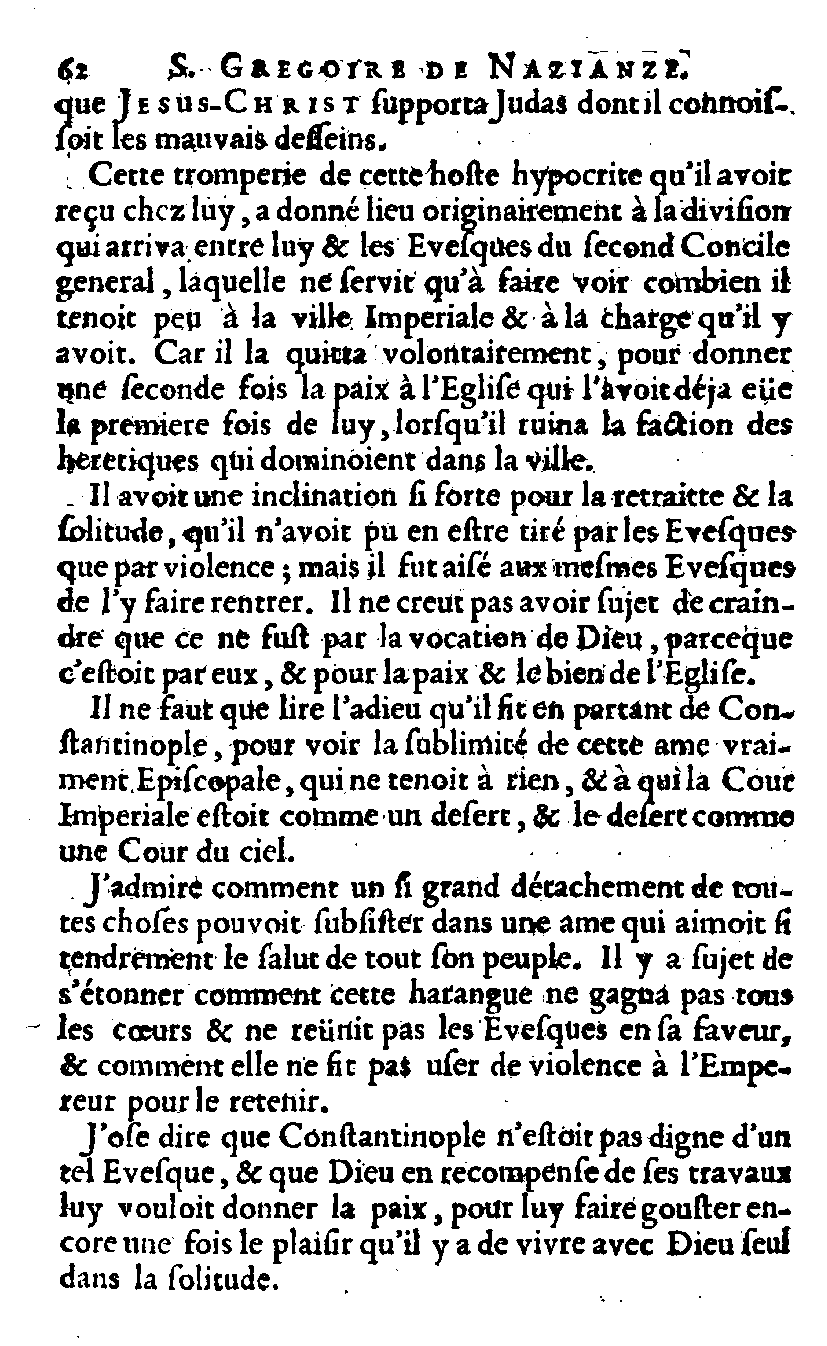 62 S. GREGOIRE DE NAZIANZE.
que JESUS-CHRIST ſupporta Judas dont il connoiſ-
ſoit les mauvais deſſeins.
Cette tromperie de cette hoſte hypocrite qu'il avoit
reçu chez luy, a donné lieu originairement à la diviſion
qui arriva entre luy & les Eveſques du ſecond Concile
general, laquelle ne ſervit qu'à faire voir combien il
tenoit peu à la ville Imperiale & à la charge qu'il y
avoit. Car il la quitta volontairement, pour donner
une ſeconde fois la paix à l'Egliſe qui l'avoit déja eüe
la premiere fois de luy, lorſqu'il ruina la faction des
heretiques qui dominoient dans la ville.
Il avoit une inclination ſi forte pour la retraitte & la
ſolitude, qu'il n'avoit pu en eſtre tiré par les Eveſques
que par violence ; mais il fut aiſé aux meſmes Eveſques
de l'y faire rentrer. Il ne creut pas avoir ſujet de crain-
dre que ce ne fuſt par la vocation de Dieu, parceque
c'eſtoit par eux, & pour la paix & le bien de l'Egliſe.
Il ne faut que lire l'adieu qu'il fit en partant de Con-
ſtantinople, pour voir la ſublimité de cette ame vrai-
ment Epiſcopale, qui ne tenoit à rien, & à qui la Cour
Imperiale eſtoit comme un deſert, & le deſert comme
une Cour du ciel.
J'admire comment un ſi grand détachement de tou-
tes choſes pouvoit ſubſiſter dans une ame qui aimoit ſi
tendrement le ſalut de tout ſon peuple. Il y a ſujet de
s'étonner comment cette harangue ne gagna pas tous
les cœurs & ne reünit pas les Eveſques en ſa faveur,
& comment elle ne fit pas uſer de violence à l'Empe-
reur pour le retenir.
J'oſe dire que Conſtantinople n'eſtoit pas digne d'un
tel Eveſque, & que Dieu en recompenſe de ſes travaux
luy vouloit donner la paix, pour luy faire gouſter en-
core une fois le plaiſir qu'il y a de vivre avec Dieu ſeul
dans la ſolitude.